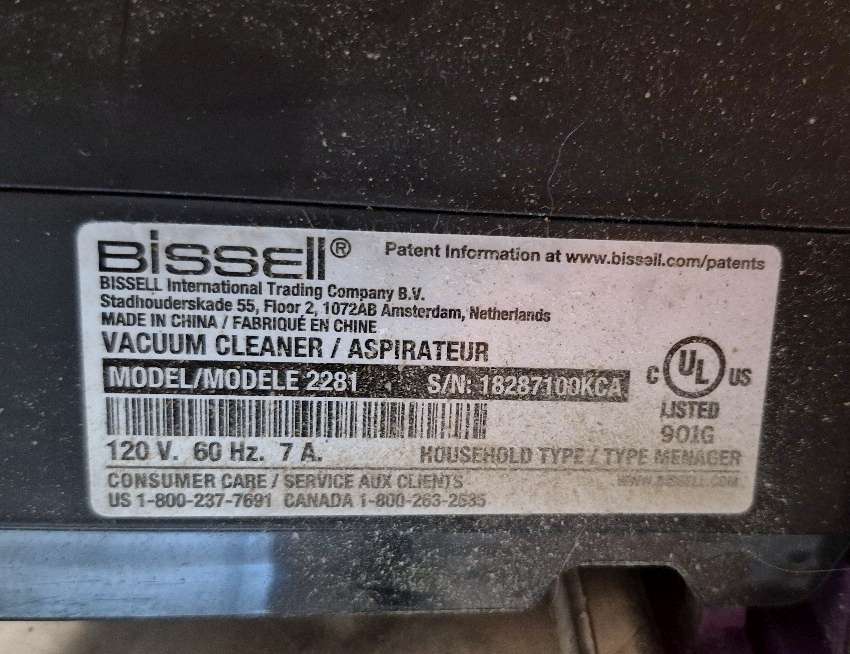 BISSELL®
Patent Information at www.bissell.com/patents
BISSELL International Trading Company B.V.
Stadhouderskade 55, Floor 2, 1072AB Amsterdam, Netherlands
MADE IN CHINA / FABRIQUÉ EN CHINE
VACUUM CLEANER / ASPIRATEUR
MODEL/MODELE 2281 S/N: 18287100KCA
C UL US
LISTED
901G
120 V. 60 Hz. 7 A. HOUSEHOLD TYPE / TYPE MENAGER
CONSUMER CARE / SERVICE AUX CLIENTS WWW.BISSELL.COM
US 1-800-237-7691 CANADA 1-800-263-2535